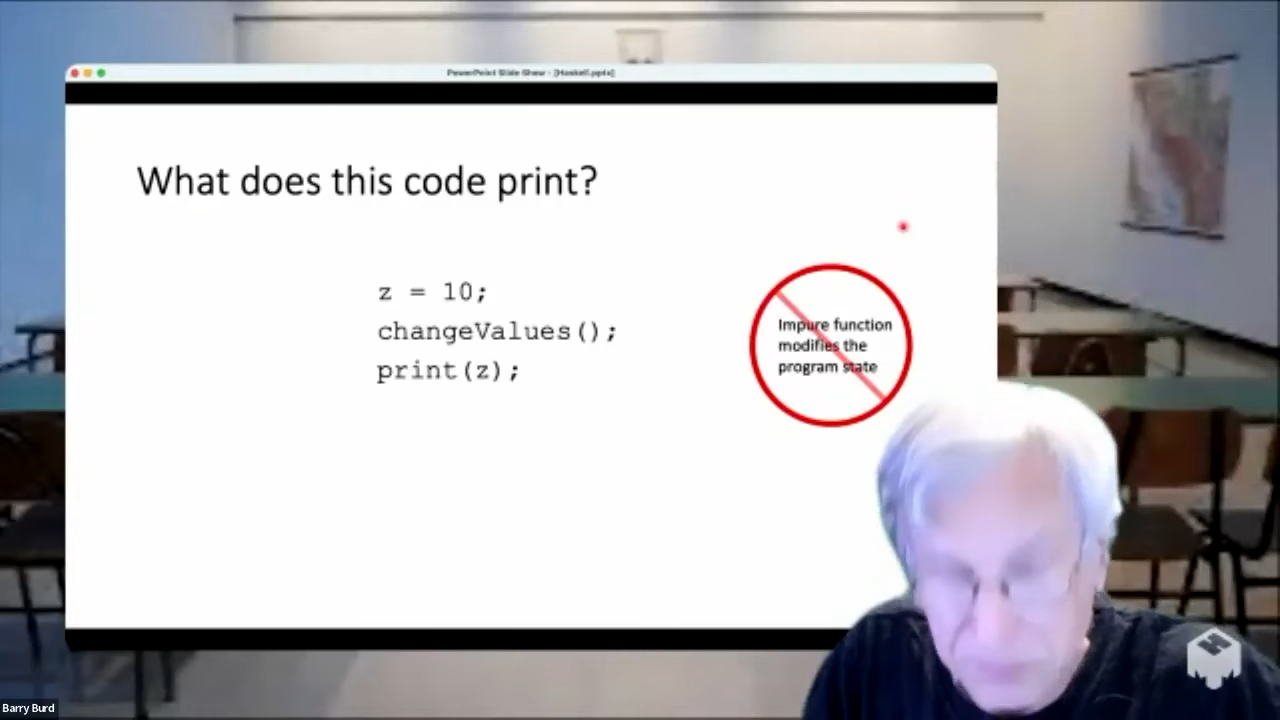 PowerPoint Slide Show - [Haskell.pptx]
What does this code print?
z = 10;
changeValues();
print(z);
Impure function
modifies the
program state
Barry Burd